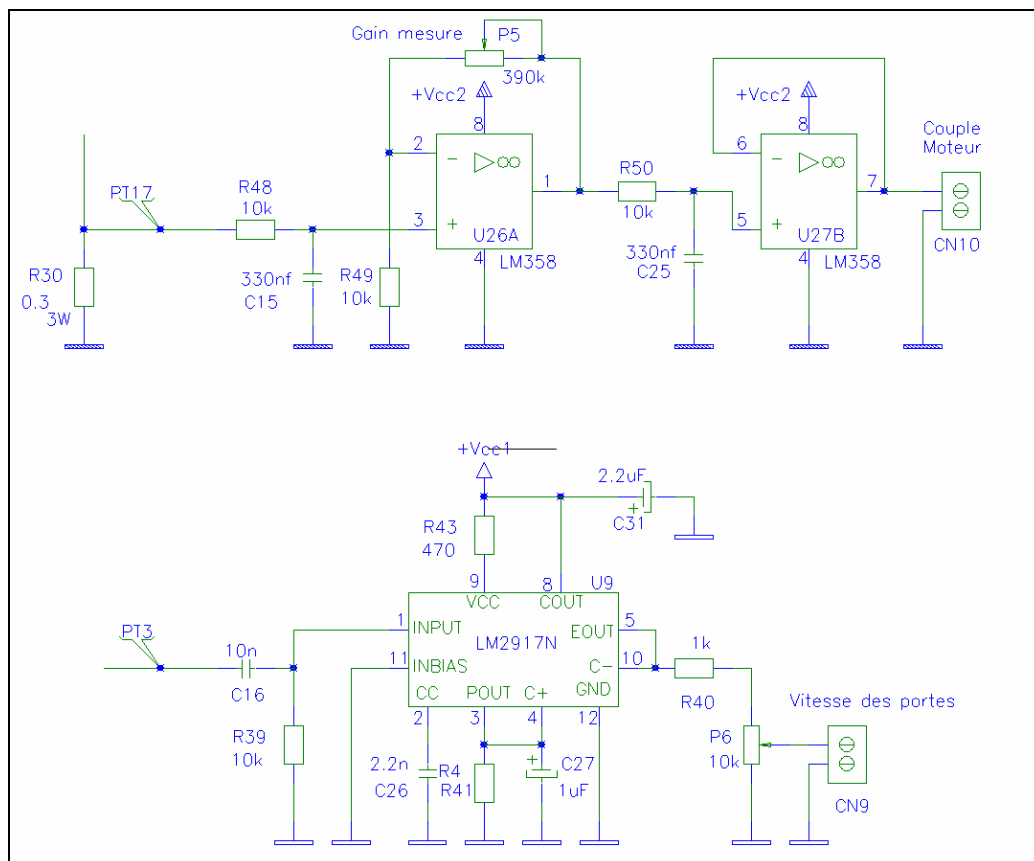 Gain mesure
P5
390k
+Vcc2
8
2
-
▷∞
1
3
+
U26A
4
LM358
PT17
R48
10k
R30
0.3
3W
330nf
C15
R49
10k
R50
10k
330nf
C25
+Vcc2
8
6
-
▷∞
7
5
+
U27B
4
LM358
Couple
Moteur
CN10
+Vcc1
2.2uF
+
C31
R43
470
9
8
U9
VCC
COUT
1
INPUT
EOUT
5
LM2917N
11
INBIAS
C-
10
CC
POUT
C+
GND
2
3
4
12
PT3
10n
C16
R39
10k
2.2n
C26
R4
R41
+
C27
1uF
1k
R40
P6
10k
Vitesse des portes
CN9